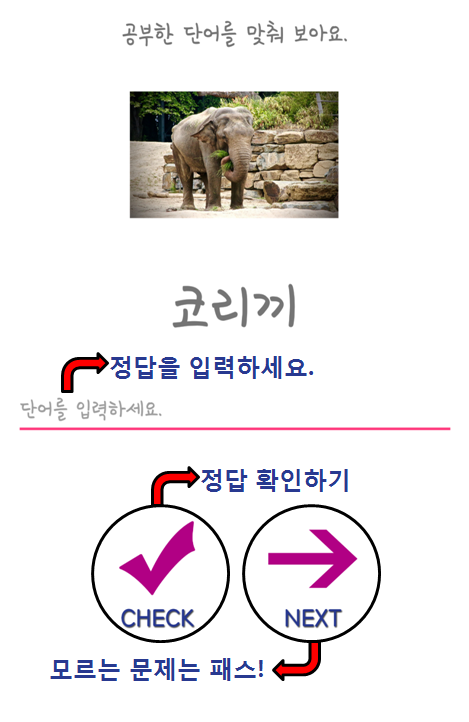 공부한 단어를 맞춰 보아요.
코리끼
정답을 입력하세요.
단어를 입력하세요.
정답 확인하기
CHECK
NEXT
모르는 문제는 패스!